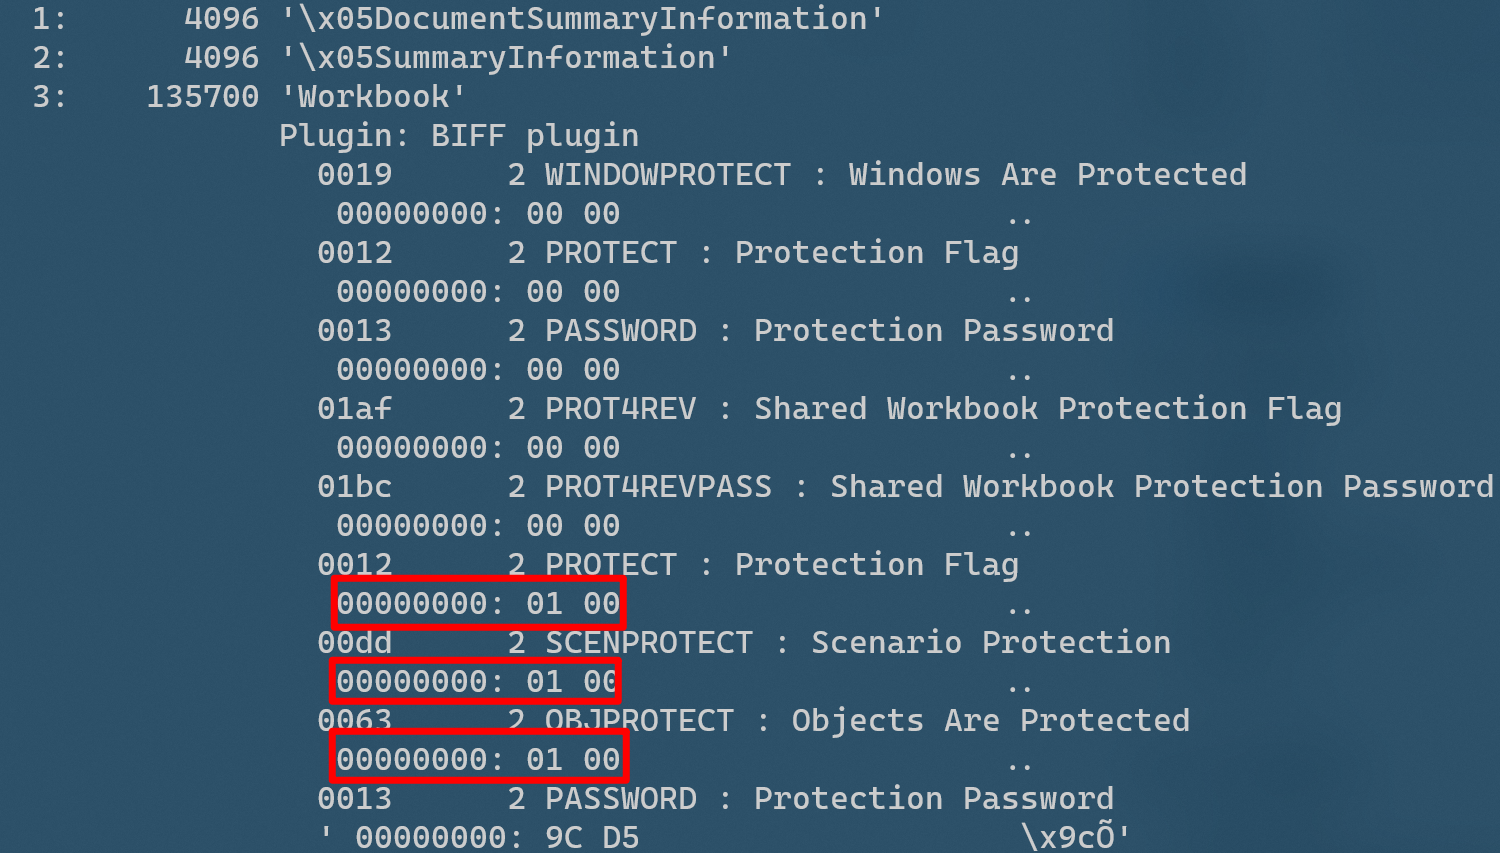 1: 4096 '\x05DocumentSummaryInformation'
2: 4096 '\x05SummaryInformation'
3: 135700 'Workbook'
Plugin: BIFF plugin
0019 2 WINDOWPROTECT : Windows Are Protected
00000000: 00 00 ..
0012 2 PROTECT : Protection Flag
00000000: 00 00 ..
0013 2 PASSWORD : Protection Password
00000000: 00 00 ..
01af 2 PROT4REV : Shared Workbook Protection Flag
00000000: 00 00 ..
01bc 2 PROT4REVPASS : Shared Workbook Protection Password
00000000: 00 00 ..
0012 2 PROTECT : Protection Flag
00000000: 01 00 ..
00dd 2 SCENPROTECT : Scenario Protection
00000000: 01 00 ..
0063 2 OBJPROTECT : Objects Are Protected
00000000: 01 00 ..
0013 2 PASSWORD : Protection Password
' 00000000: 9C D5 \x9cÕ'